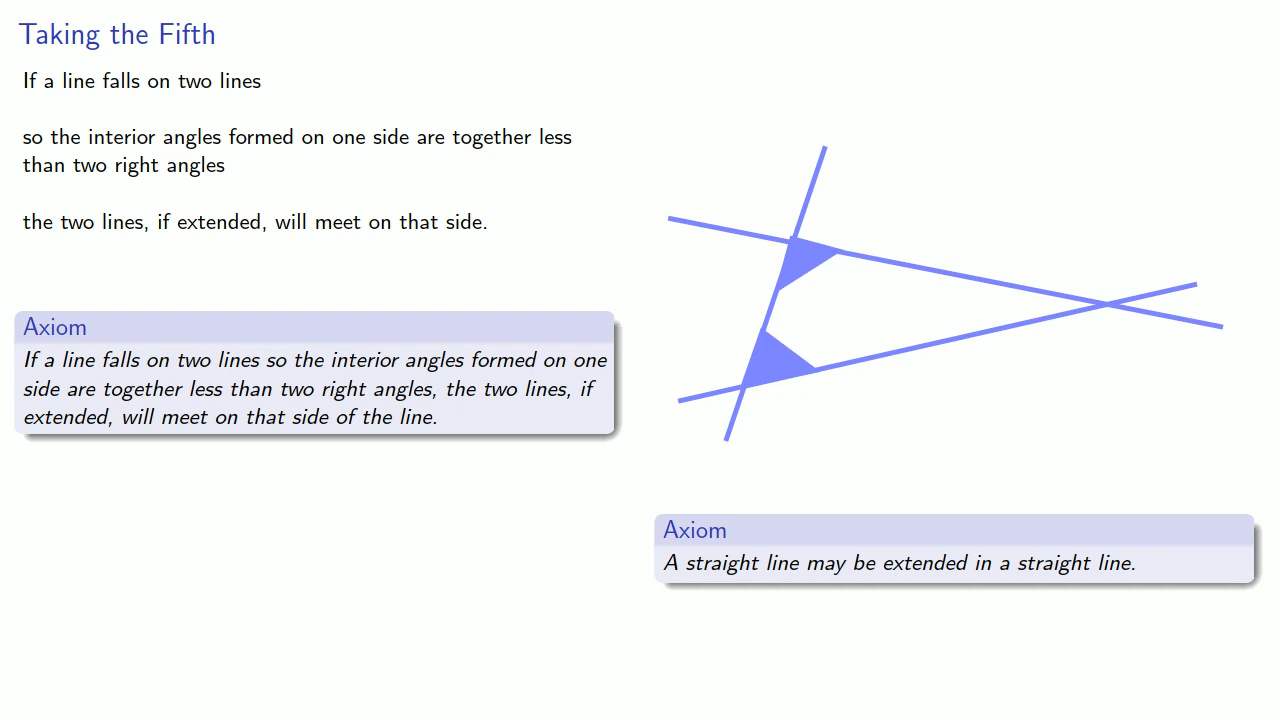 Taking the Fifth
If a line falls on two lines
so the interior angles formed on one side are together less
than two right angles
the two lines, if extended, will meet on that side.
Axiom
If a line falls on two lines so the interior angles formed on one
side are together less than two right angles, the two lines, if
extended, will meet on that side of the line.
Axiom
A straight line may be extended in a straight line.